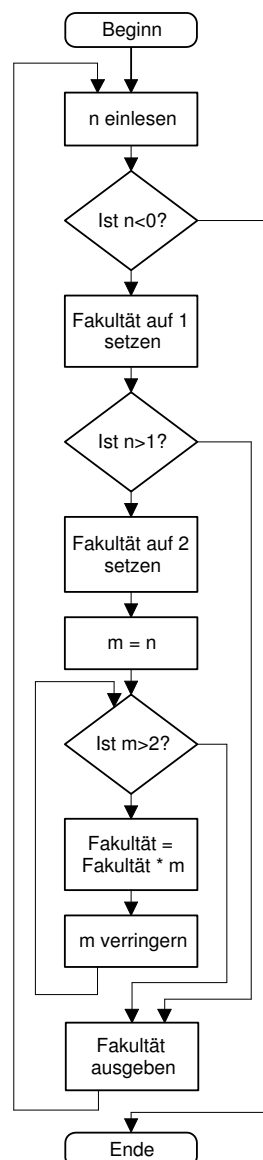 Beginn
n einlesen
Ist n<0?
Fakultät auf 1
setzen
Ist n>1?
Fakultät auf 2
setzen
m = n
Ist m>2?
Fakultät =
Fakultät * m
m verringern
Fakultät
ausgeben
Ende